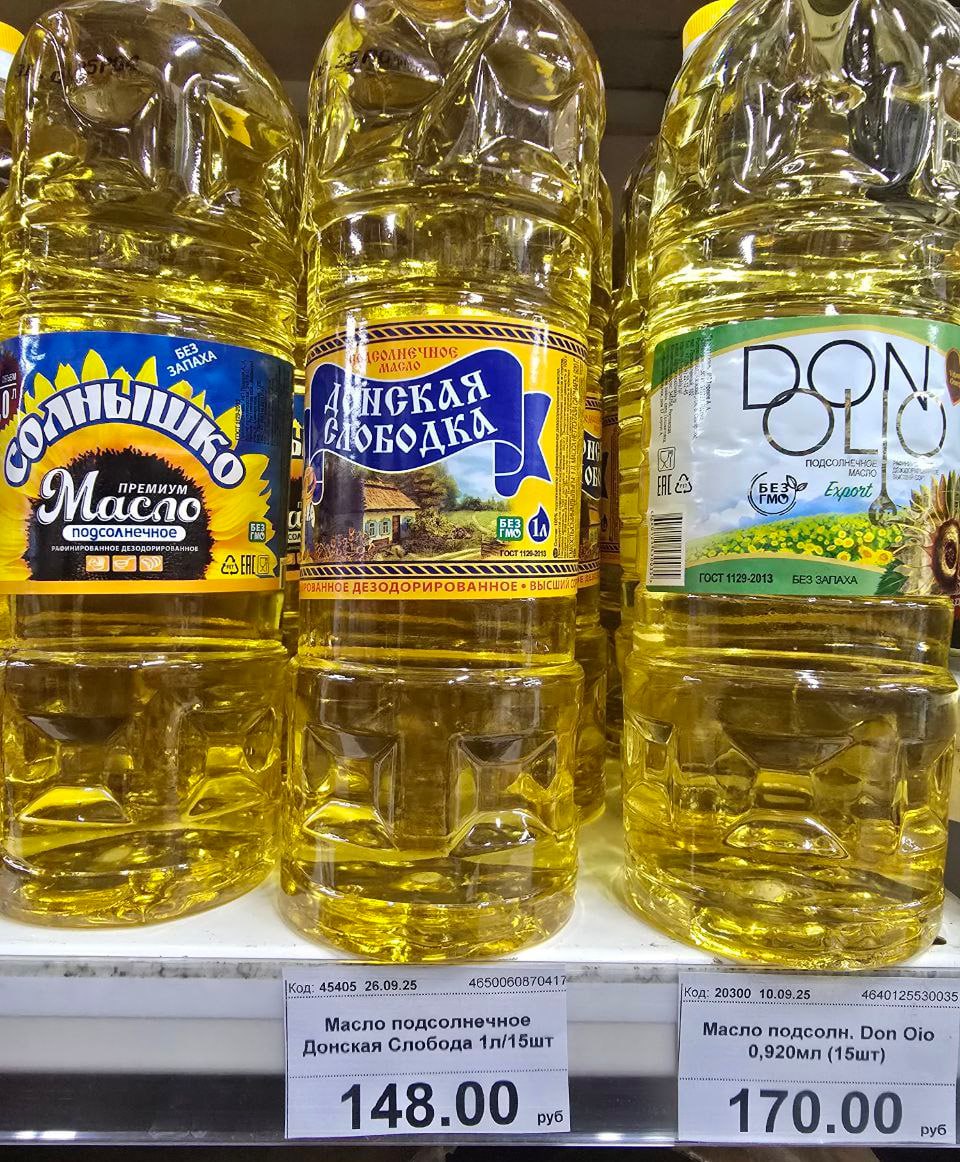 БЕЗ
ЗАПАХА
СОЛНЫШКО
ПРЕМИУМ
Масло
подсолнечное
РАФИНИРОВАННОЕ ДЕЗОДОРИРОВАННОЕ
БЕЗ
ГМО
EAC
ПОДСОЛНЕЧНОЕ
МАСЛО
ДОНСКАЯ
СЛОБОДКА
БЕЗ
ГМО
1л
ГОСТ 1129-2013
ДЕЗОДОРИРОВАННОЕ • ВЫСШИЙ
DON
OLIO
ПОДСОЛНЕЧНОЕ
МАСЛО
БЕЗ
ГМО
Export
EAC
ГОСТ 1129-2013 БЕЗ ЗАПАХА
Код: 45405 26.09.25 4650060870417
Масло подсолнечное
Донская Слобода 1л/15шт
148.00 руб
Код: 20300 10.09.25 4640125530035
Масло подсолн. Don Oio
0,920мл (15шт)
170.00 руб